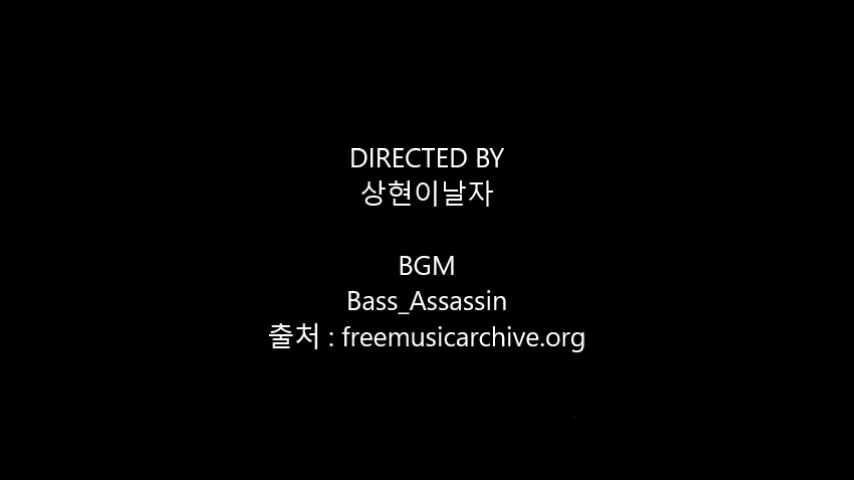 DIRECTED BY
상현이날자
BGM
Bass_Assassin
출처 : freemusicarchive.org